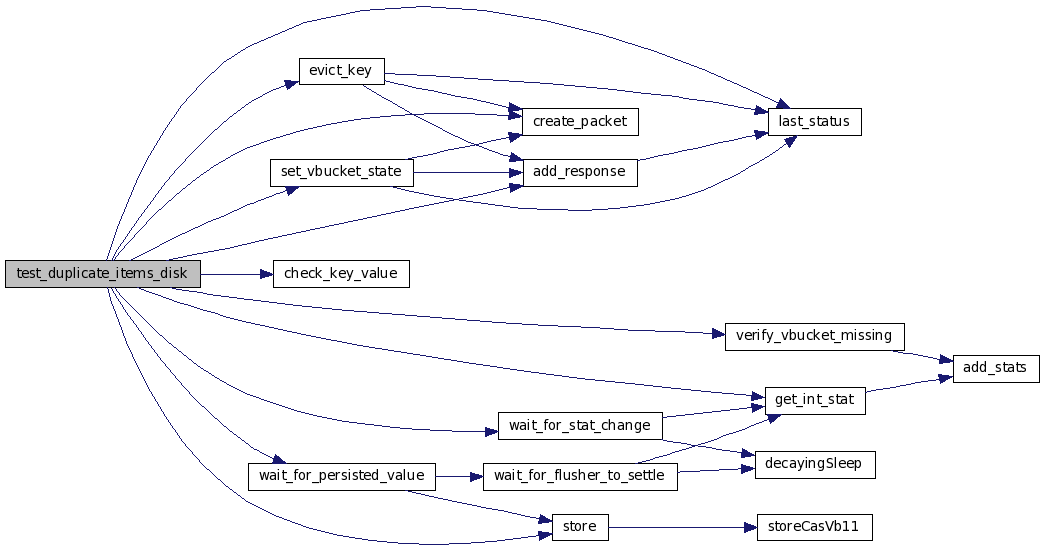 evict_key
create_packet
last_status
set_vbucket_state
add_response
test_duplicate_items_disk
check_key_value
verify_vbucket_missing
add_stats
get_int_stat
wait_for_stat_change
decayingSleep
wait_for_persisted_value
wait_for_flusher_to_settle
store
storeCasVb11